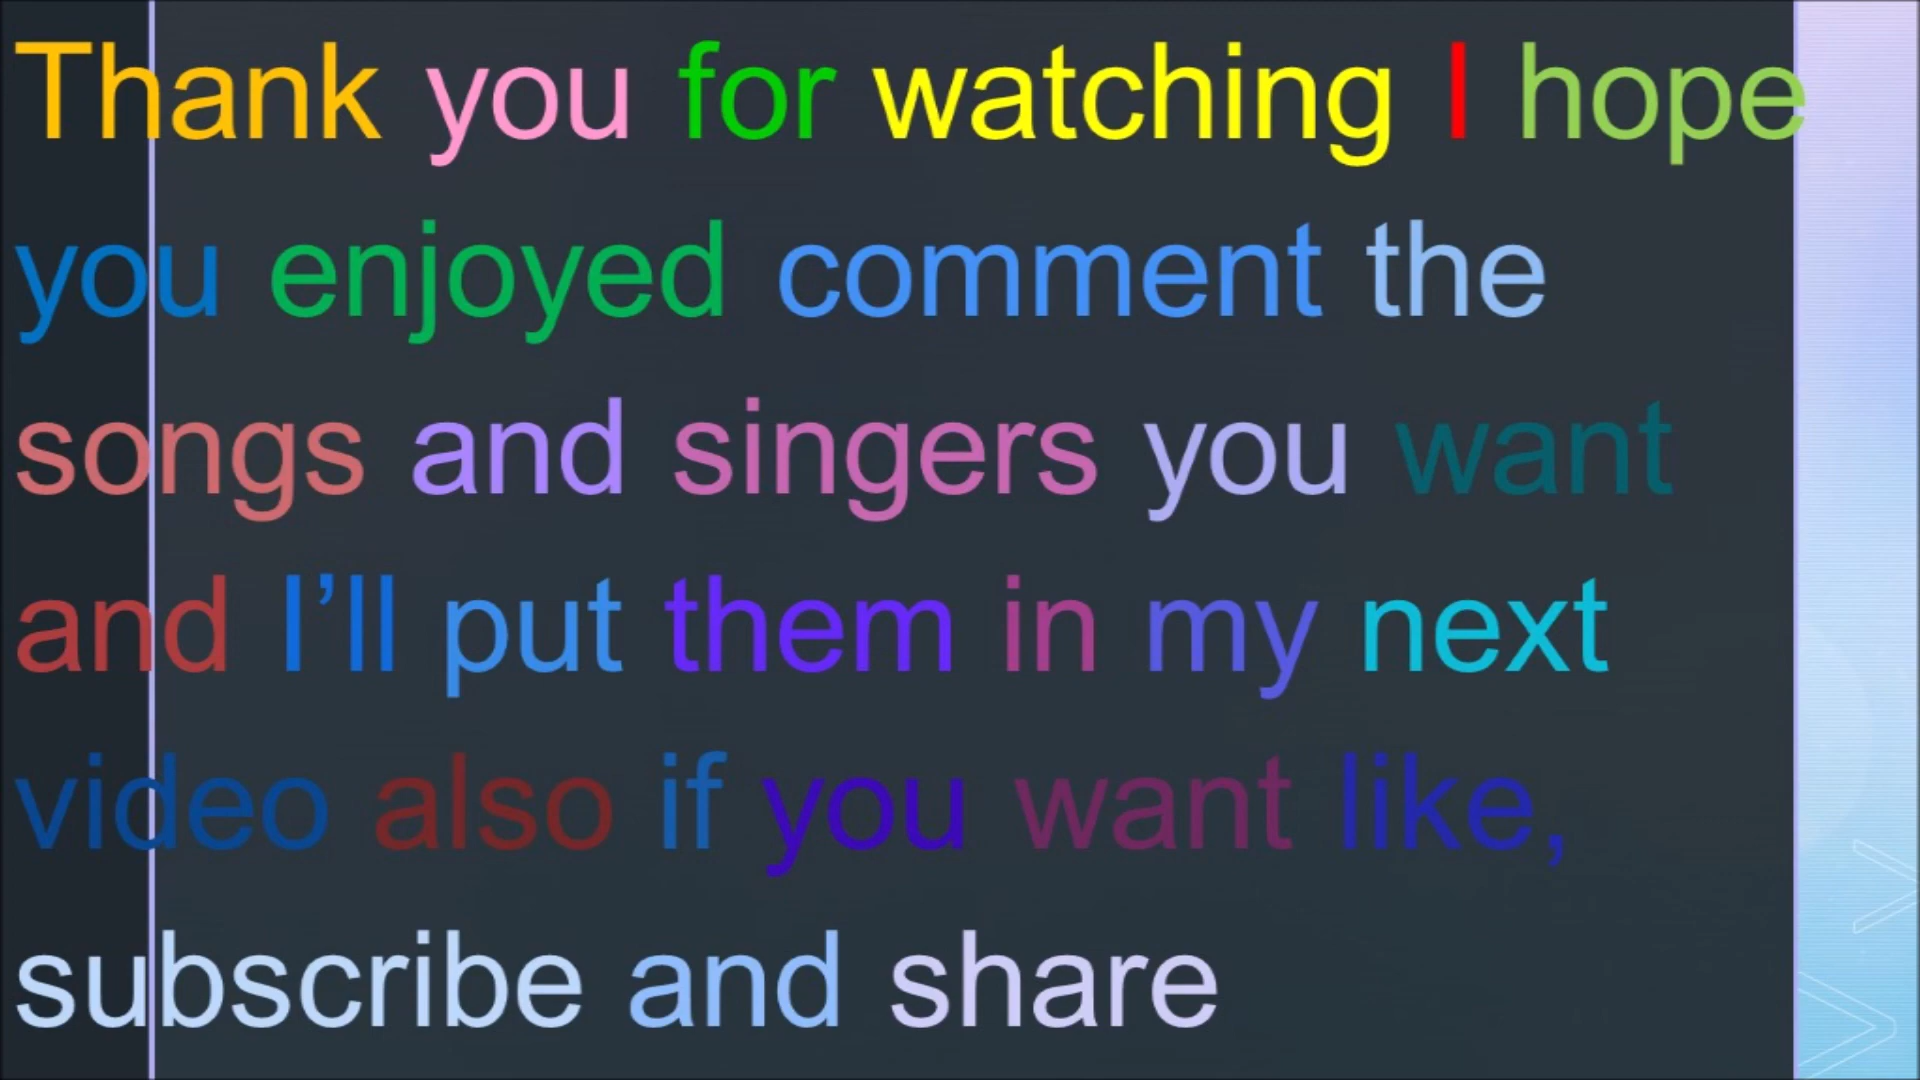 Thank you for watching I hope
you enjoyed comment the
songs and singers you want
and I’ll put them in my next
video also if you want like,
subscribe and share